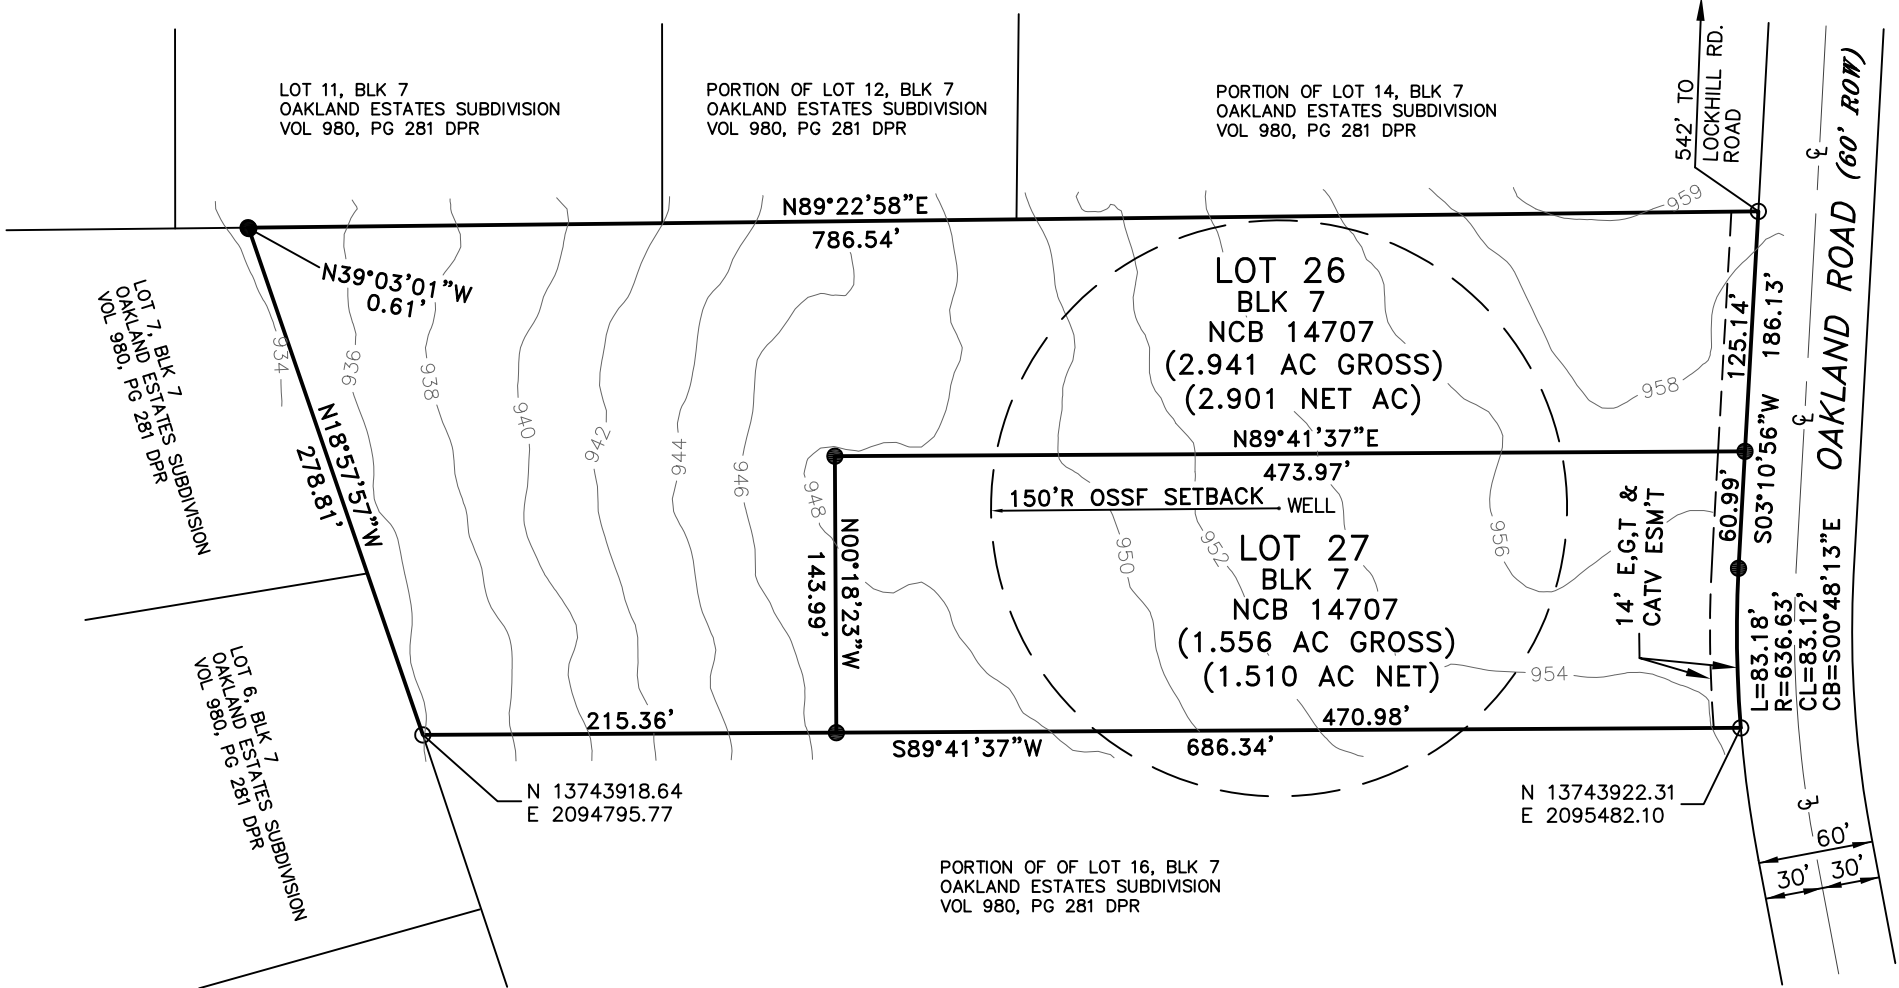 LOT 11, BLK 7
OAKLAND ESTATES SUBDIVISION
VOL 980, PG 281 DPR
PORTION OF LOT 12, BLK 7
OAKLAND ESTATES SUBDIVISION
VOL 980, PG 281 DPR
PORTION OF LOT 14, BLK 7
OAKLAND ESTATES SUBDIVISION
VOL 980, PG 281 DPR
542' TO
LOCKHILL RD.
ROAD
OAKLAND ROAD (60' ROW)
959
N89°22'58"E
786.54'
N39°03'01"W
0.61'
LOT 7, BLK 7
OAKLAND ESTATES SUBDIVISION
VOL 980, PG 281 DPR
LOT 26
BLK 7
NCB 14707
(2.941 AC GROSS)
(2.901 NET AC)
125.14'
S03°10'56"W 186.13'
934
936
938
940
942
944
946
948
958
N18°57'57"W
278.81'
N89°41'37"E
473.97'
150'R OSSF SETBACK
WELL
60.99'
14' E,G,T &
CATV ESM'T
N00°18'23"W
143.99'
950
952
956
954
LOT 27
BLK 7
NCB 14707
(1.556 AC GROSS)
(1.510 AC NET)
L=83.18'
R=636.63'
CL=83.12'
CB=S00°48'13"E
LOT 6, BLK 7
OAKLAND ESTATES SUBDIVISION
VOL 980, PG 281 DPR
215.36'
470.98'
S89°41'37"W
686.34'
N 13743918.64
E 2094795.77
N 13743922.31
E 2095482.10
60'
30'
30'
PORTION OF OF LOT 16, BLK 7
OAKLAND ESTATES SUBDIVISION
VOL 980, PG 281 DPR